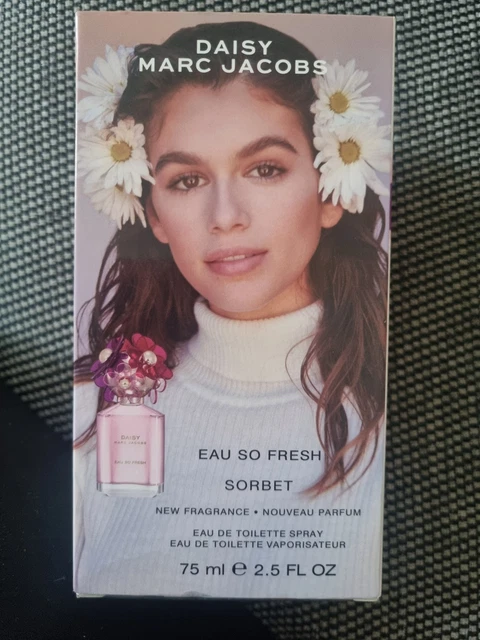 DAISY
MARC JACOBS
DAISY
MARC JACOBS
EAU SO FRESH
EAU SO FRESH
SORBET
NEW FRAGRANCE • NOUVEAU PARFUM
EAU DE TOILETTE SPRAY
EAU DE TOILETTE VAPORISATEUR
75 ml ℮ 2.5 FL OZ